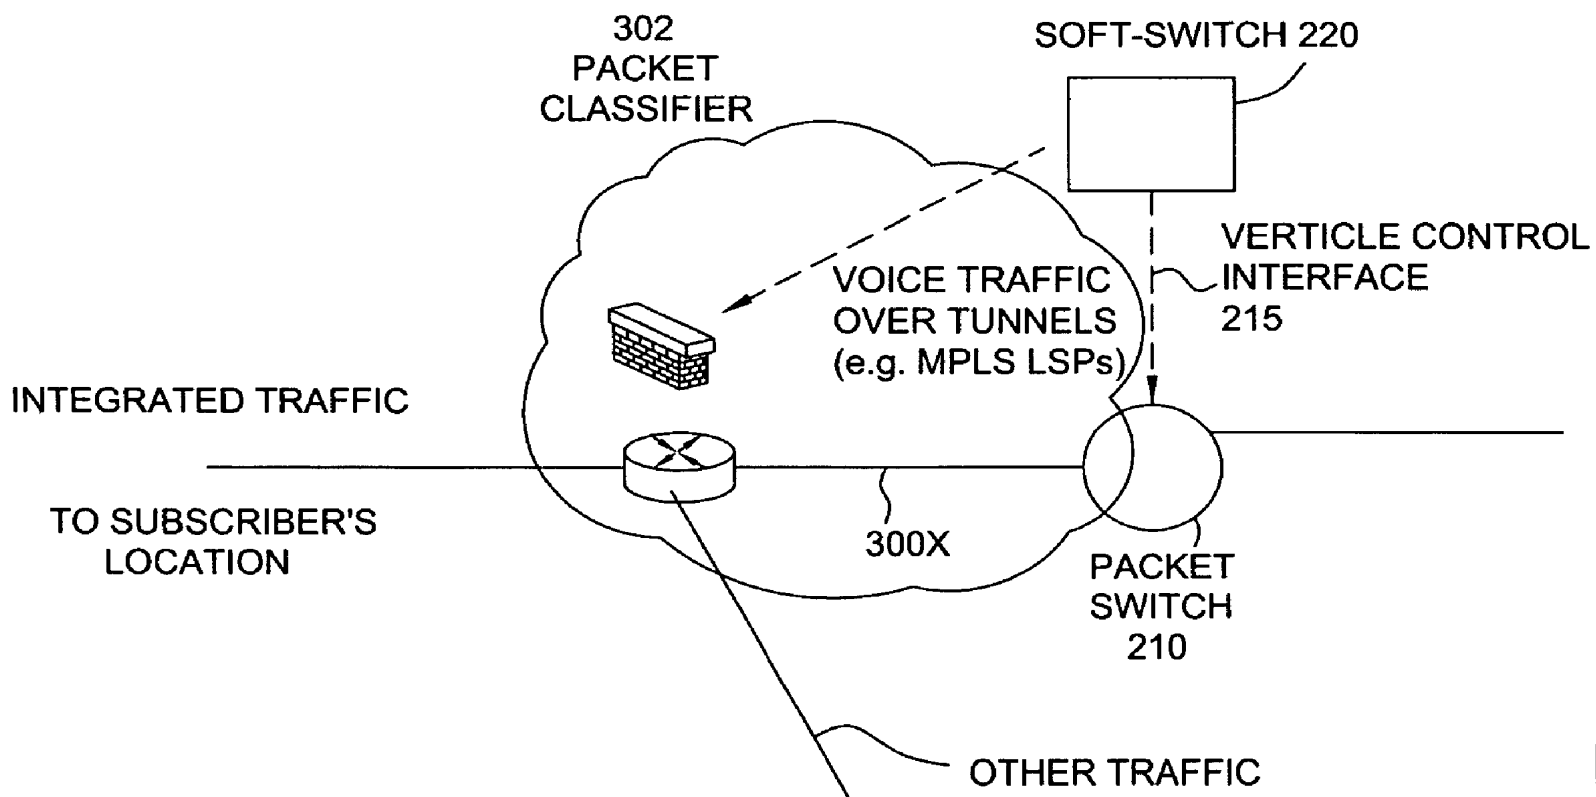 302
PACKET
CLASSIFIER
SOFT-SWITCH 220
VERTICLE CONTROL
INTERFACE
215
VOICE TRAFFIC
OVER TUNNELS
(e.g. MPLS LSPs)
INTEGRATED TRAFFIC
TO SUBSCRIBER'S
LOCATION
300X
PACKET
SWITCH
210
OTHER TRAFFIC